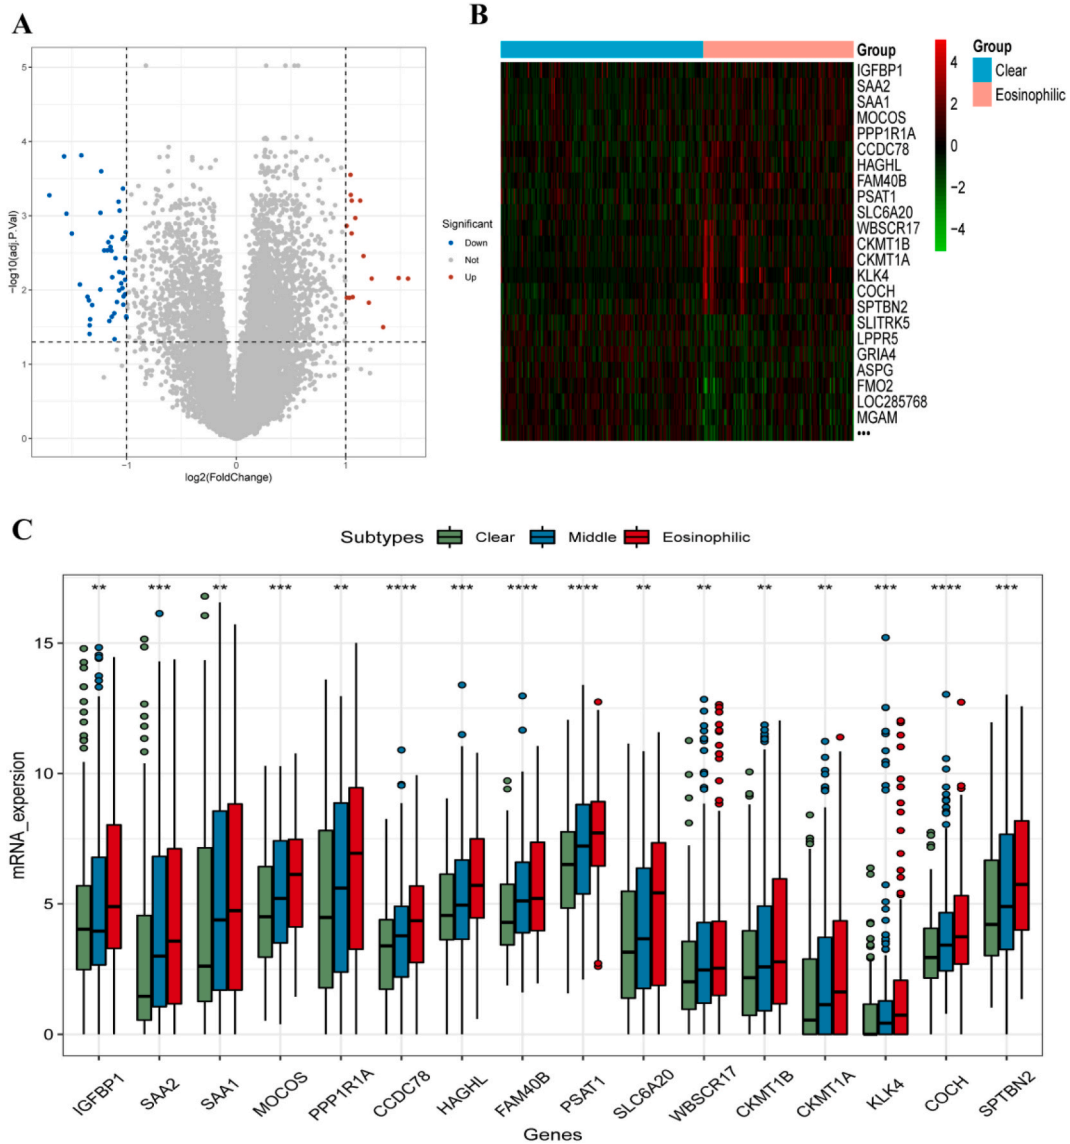 A
5
4
3
2
1
0
−1
0
1
−log10(adj.P.Val)
log2(FoldChange)
Significant
Down
Not
Up
B
Group
IGFBP1
SAA2
SAA1
MOCOS
PPP1R1A
CCDC78
HAGHL
FAM40B
PSAT1
SLC6A20
WBSCR17
CKMT1B
CKMT1A
KLK4
COCH
SPTBN2
SLITRK5
LPPR5
GRIA4
ASPG
FMO2
LOC285768
MGAM
•••
4
2
0
−2
−4
Group
Clear
Eosinophilic
C
Subtypes Clear Middle Eosinophilic
** *** ** *** ** **** *** **** **** ** ** ** ** *** **** ***
15
10
5
0
mRNA_expersion
IGFBP1 SAA2 SAA1 MOCOS PPP1R1A CCDC78 HAGHL FAM40B PSAT1 SLC6A20 WBSCR17 CKMT1B CKMT1A KLK4 COCH SPTBN2
Genes